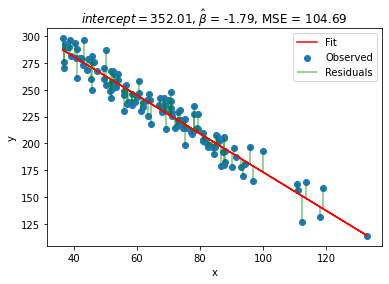 intercept = 352.01, β̂ = -1.79, MSE = 104.69
Fit
Observed
Residuals
300
275
250
225
200
175
150
125
y
40
60
80
100
120
x